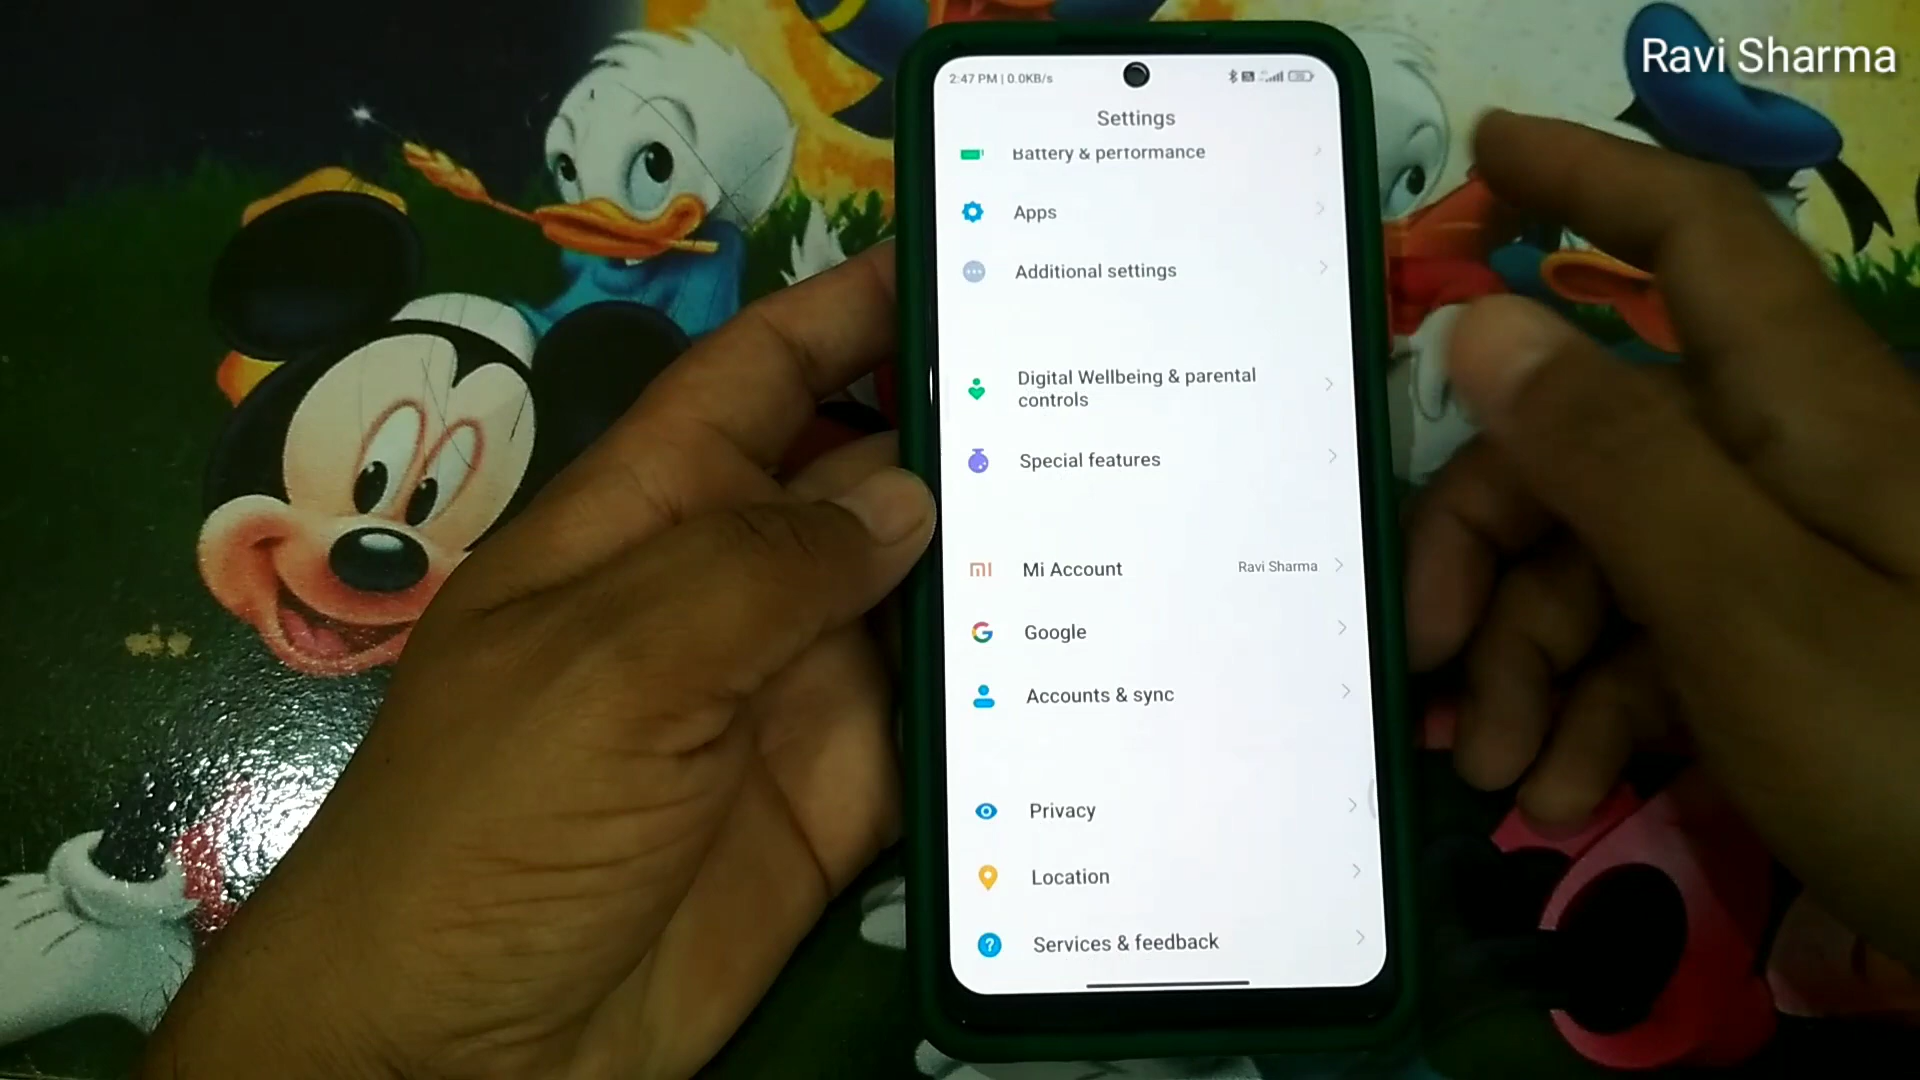 Ravi Sharma
2:47 PM | 0.0KB/s
Settings
Battery & performance
Apps
Additional settings
Digital Wellbeing & parental
controls
Special features
Mi Account
Ravi Sharma
Google
Accounts & sync
Privacy
Location
Services & feedback